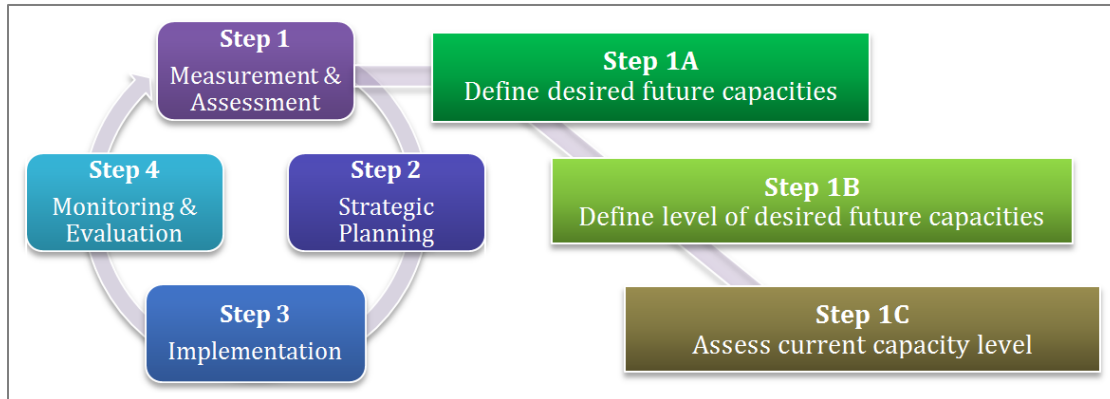 Step 1
Measurement &
Assessment
Step 2
Strategic
Planning
Step 3
Implementation
Step 4
Monitoring &
Evaluation
Step 1A
Define desired future capacities
Step 1B
Define level of desired future capacities
Step 1C
Assess current capacity level